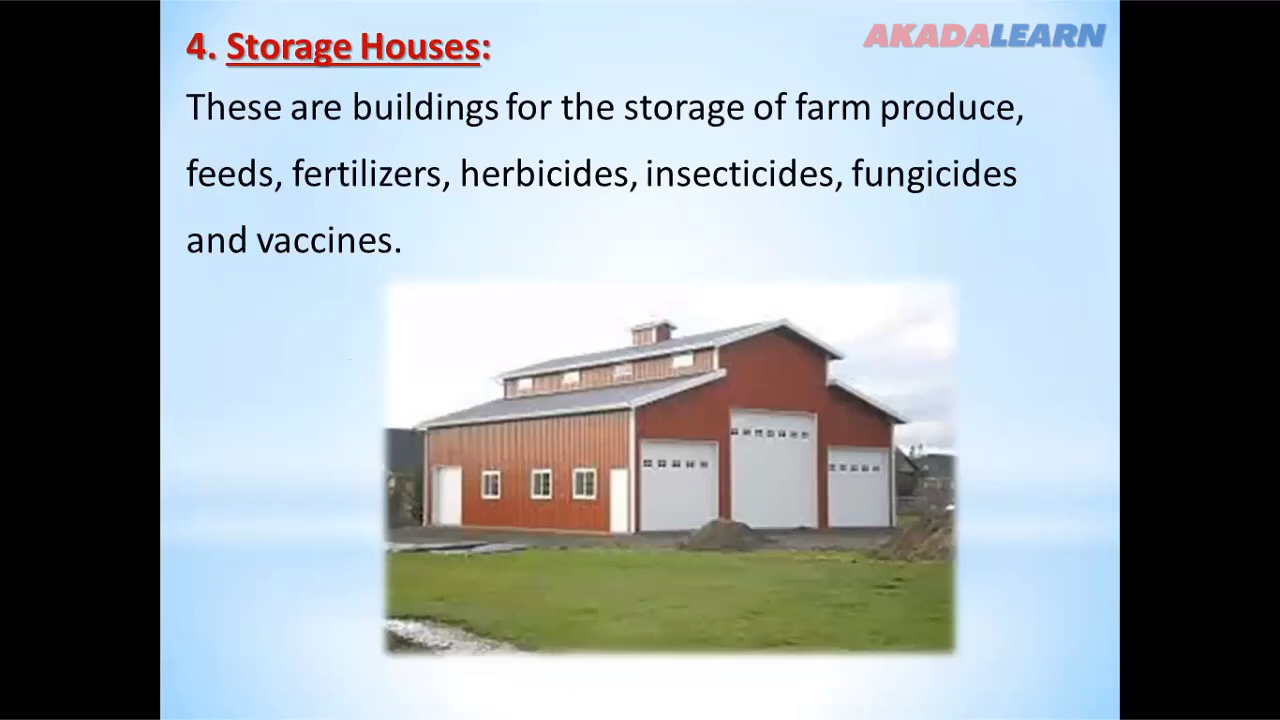 4. Storage Houses:
AKADALEARN
These are buildings for the storage of farm produce,
feeds, fertilizers, herbicides, insecticides, fungicides
and vaccines.